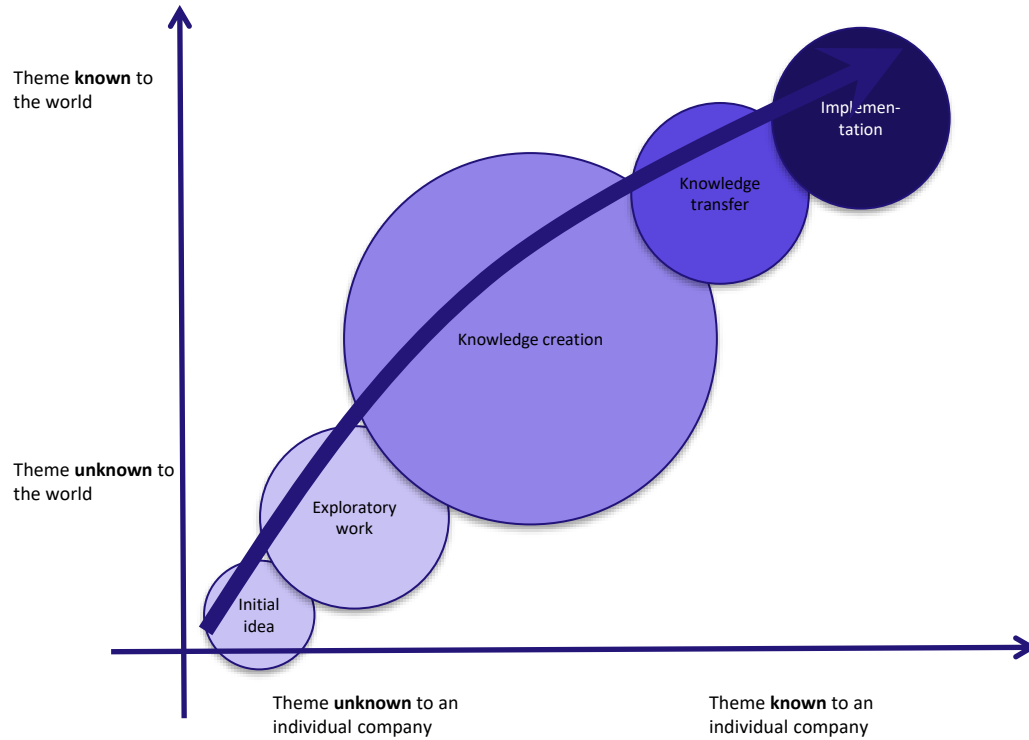 Theme known to
the world
Implemen-
tation
Knowledge
transfer
Knowledge creation
Theme unknown to
the world
Exploratory
work
Initial
idea
Theme unknown to an
individual company
Theme known to an
individual company